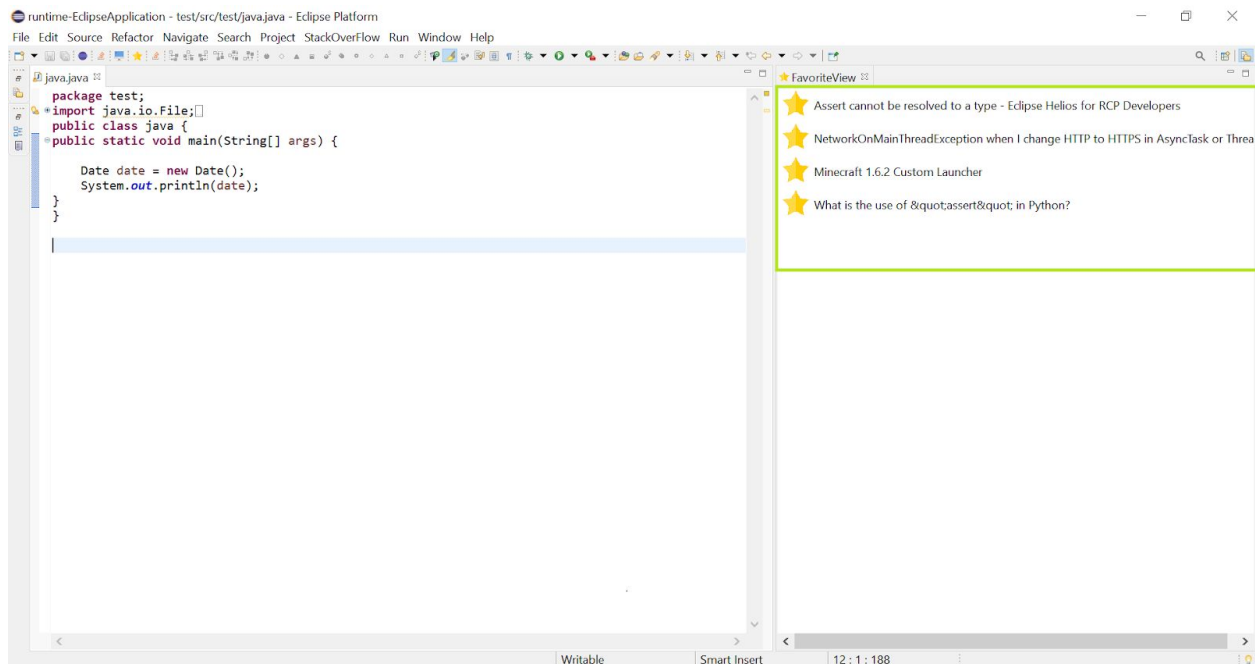 runtime-EclipseApplication - test/src/test/java.java - Eclipse Platform
File Edit Source Refactor Navigate Search Project StackOverFlow Run Window Help
java.java
package test;
import java.io.File;
public class java {
public static void main(String[] args) {
Date date = new Date();
System.out.println(date);
}
}
FavoriteView
Assert cannot be resolved to a type - Eclipse Helios for RCP Developers
NetworkOnMainThreadException when I change HTTP to HTTPS in AsyncTask or Threa
Minecraft 1.6.2 Custom Launcher
What is the use of &quot;assert&quot; in Python?
Writable Smart Insert 12 : 1 : 188